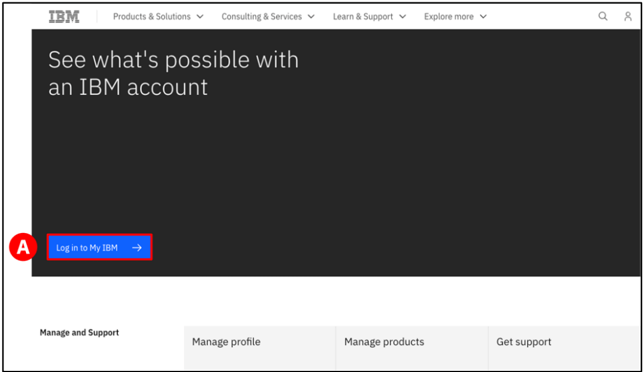 IBM Products & Solutions Consulting & Services Learn & Support Explore more
See what's possible with
an IBM account
A Log in to My IBM
Manage and Support
Manage profile Manage products Get support